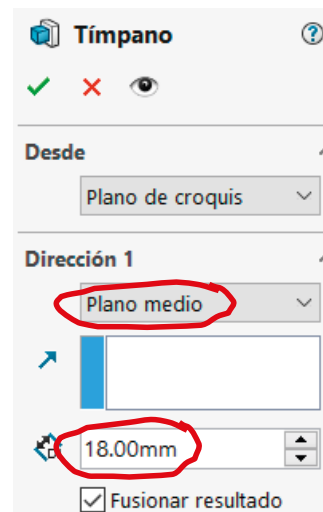 Tímpano
Desde
Plano de croquis
Dirección 1
Plano medio
18.00mm
Fusionar resultado